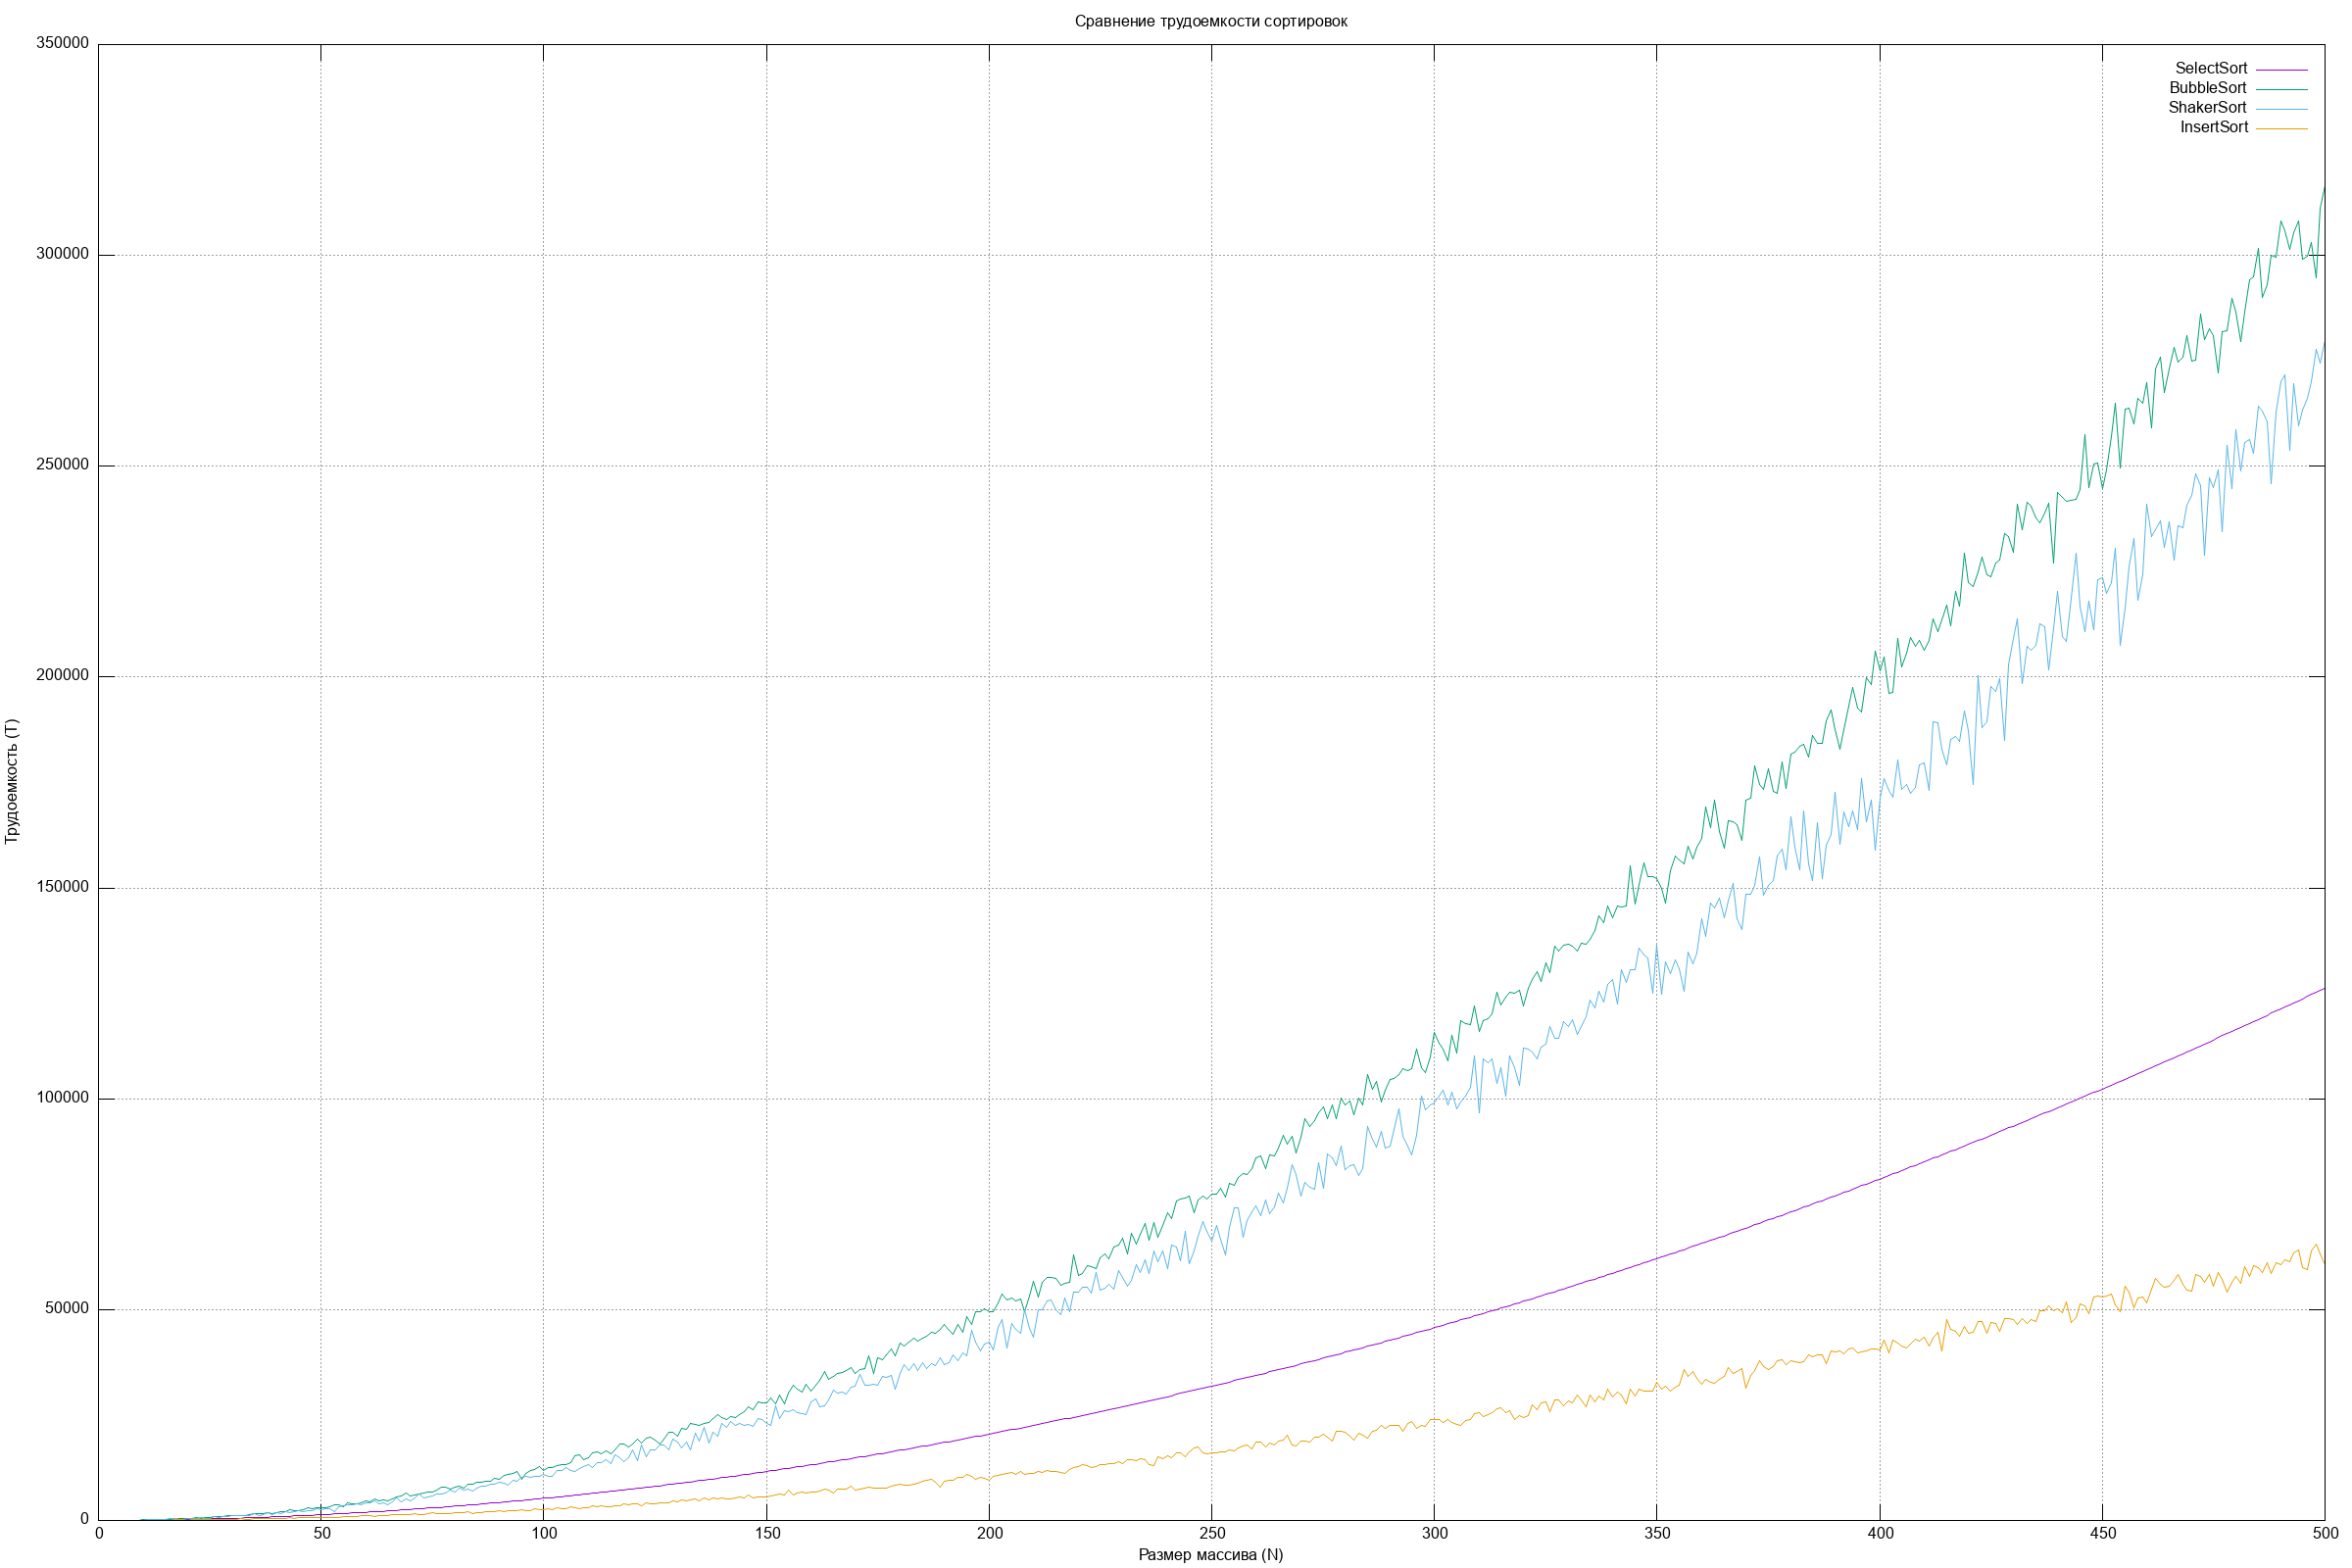 Сравнение трудоемкости сортировок
350000
300000
250000
200000
150000
100000
50000
0
Трудоемкость (T)
SelectSort
BubbleSort
ShakerSort
InsertSort
0 50 100 150 200 250 300 350 400 450 500
Размер массива (N)